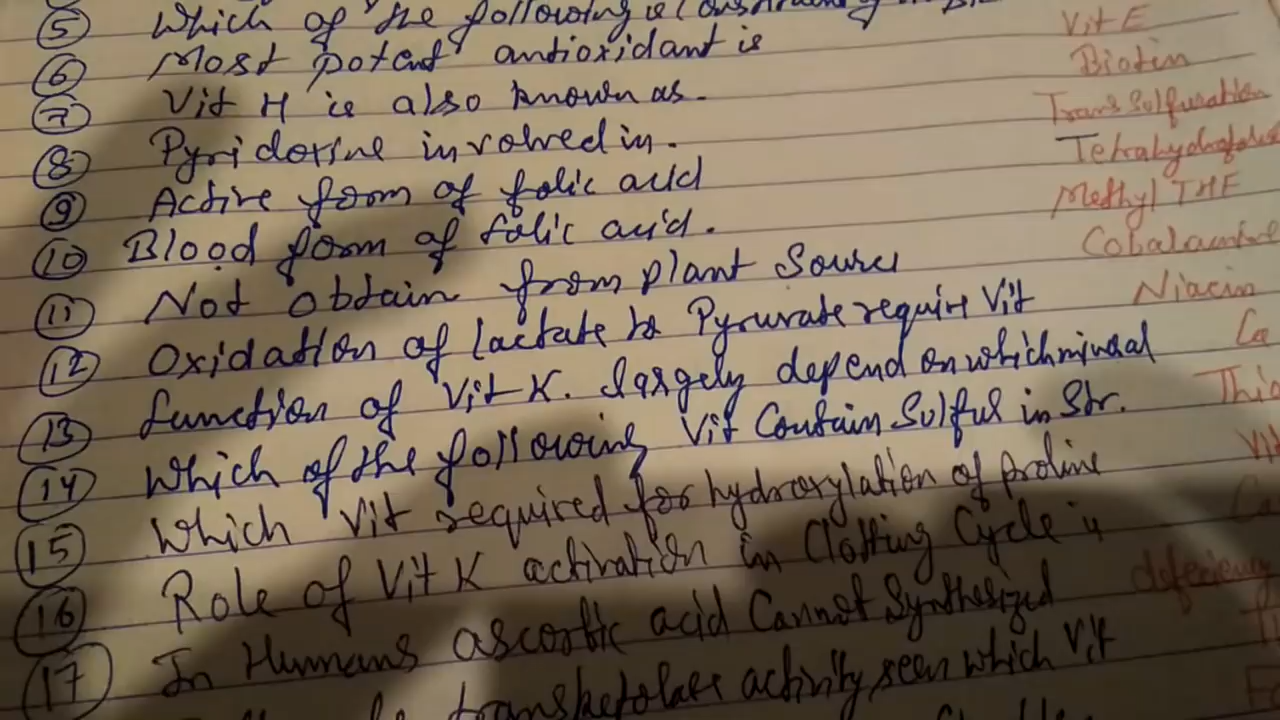 5 Which of the following is
6 Most potent antioxidant is Vit E
7 Vit H is also known as. Biotin
8 Pyridoxine involved in. Transsulfuration
9 Active form of folic acid
10 Blood form of folic acid. Methyl THF
11 Not obtain from plant Source
12 Oxidation of lactate to Pyruvate require Vit Niacin
13 function of Vit-K. largely depend on which mineral Ca
14 Which of the following Vit Contain Sulfur in Str.
15 Which Vit required for hydroxylation of proline
16 Role of Vit K activation in Clotting Cycle is
17 In Humans ascorbic acid Cannot Synthesized
transketolase activity seen which Vit